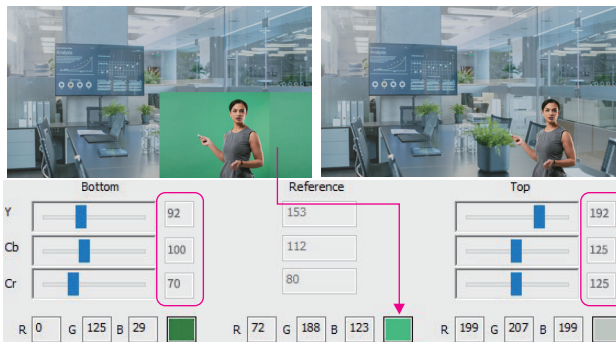 Analysis
Bottom Reference Top
Y 92 153 192
Cb 100 112 125
Cr 70 80 125
R 0 G 125 B 29 R 72 G 188 B 123 R 199 G 207 B 199